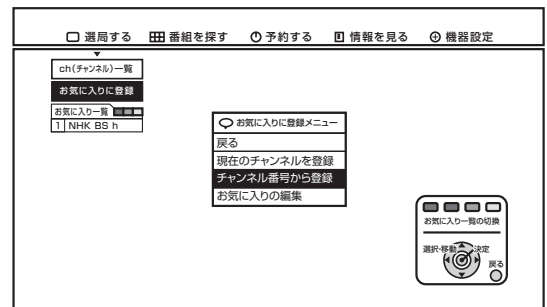 選局する 番組を探す 予約する 情報を見る 機器設定
ch(チャンネル)一覧
お気に入りに登録
お気に入り一覧
1 NHK BS h
お気に入りに登録メニュー
戻る
現在のチャンネルを登録
チャンネル番号から登録
お気に入りの編集
お気に入り一覧の切換
選択・移動 決定
戻る